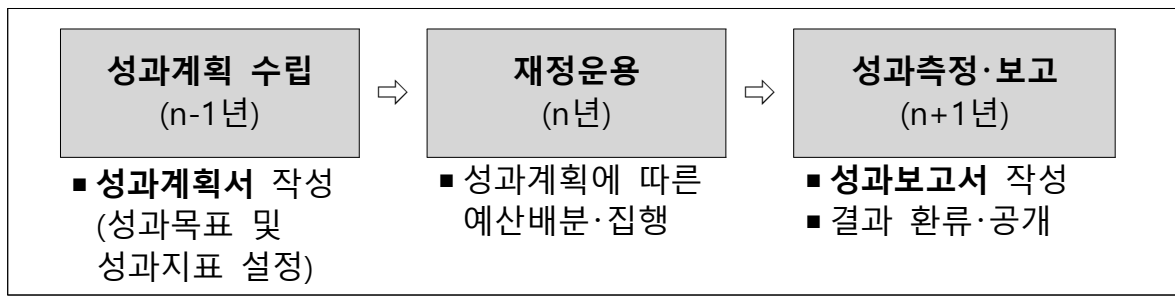 성과계획 수립
(n-1년)
⇨
재정운용
(n년)
⇨
성과측정·보고
(n+1년)
■ 성과계획서 작성
(성과목표 및
성과지표 설정)
■ 성과계획에 따른
예산배분·집행
■ 성과보고서 작성
■ 결과 환류·공개